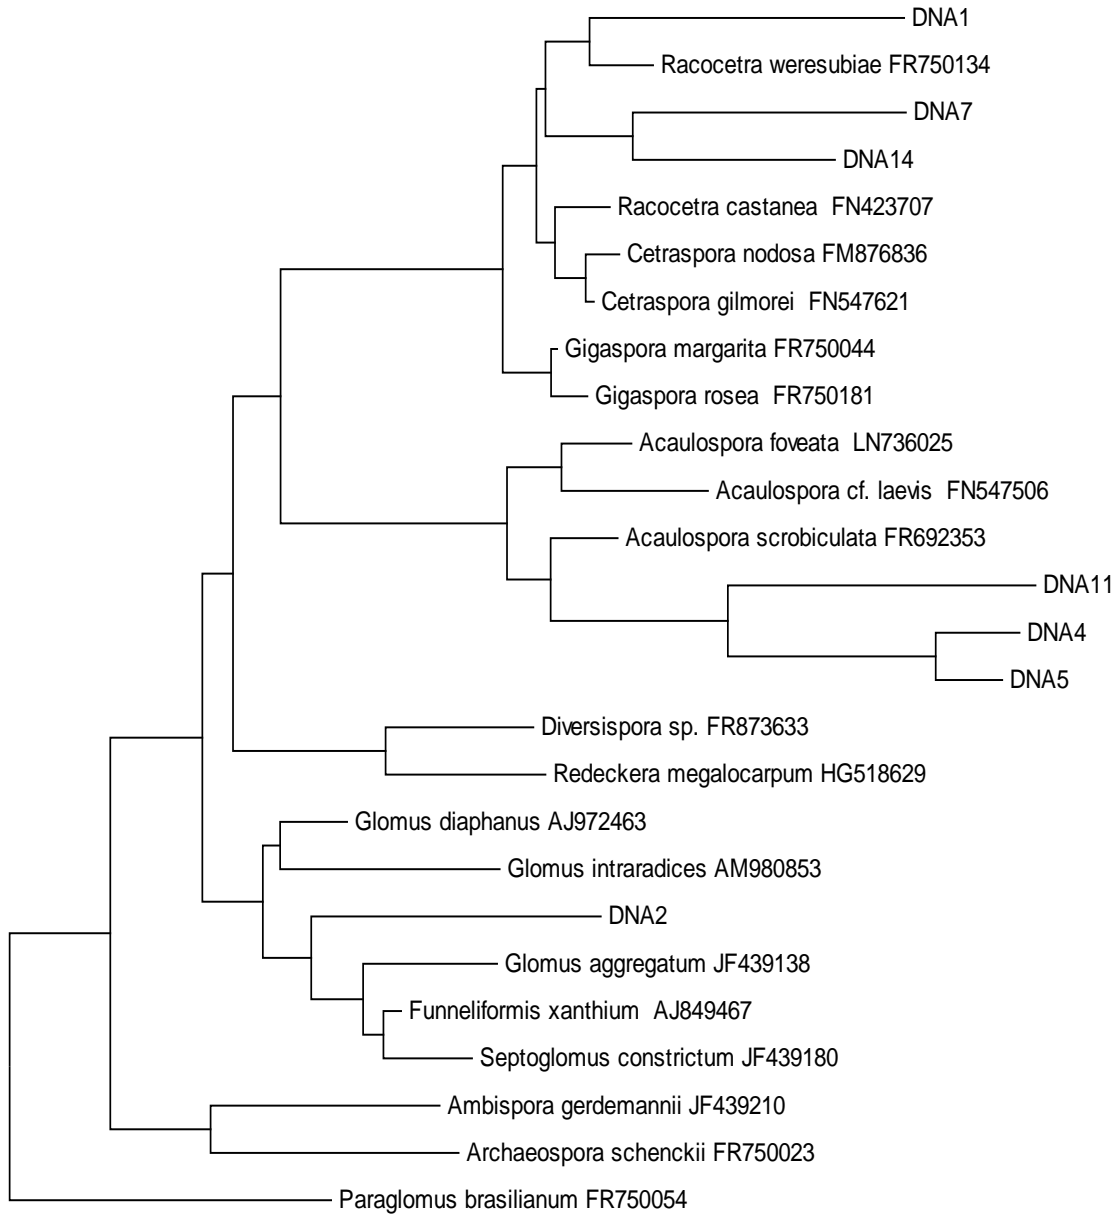 DNA1
Racocetra weresubiae FR750134
DNA7
DNA14
Racocetra castanea FN423707
Cetraspora nodosa FM876836
Cetraspora gilmorei FN547621
Gigaspora margarita FR750044
Gigaspora rosea FR750181
Acaulospora foveata LN736025
Acaulospora cf. laevis FN547506
Acaulospora scrobiculata FR692353
DNA11
DNA4
DNA5
Diversispora sp. FR873633
Redeckera megalocarpum HG518629
Glomus diaphanus AJ972463
Glomus intraradices AM980853
DNA2
Glomus aggregatum JF439138
Funneliformis xanthium AJ849467
Septoglomus constrictum JF439180
Ambispora gerdemannii JF439210
Archaeospora schenckii FR750023
Paraglomus brasilianum FR750054